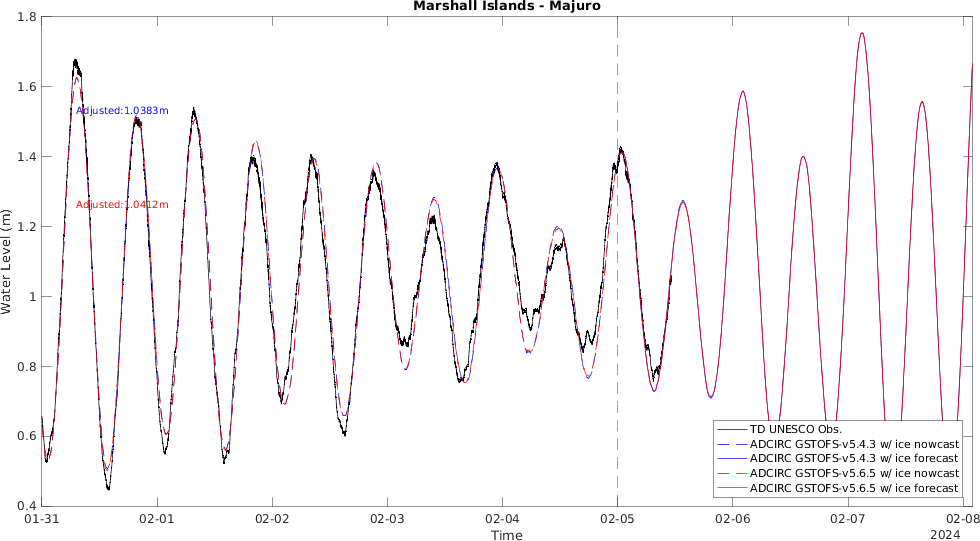 Marshall Islands - Majuro
1.8
1.6
1.4
1.2
1
0.8
0.6
0.4
Water Level (m)
Adjusted:1.0383m
Adjusted:1.0412m
TD UNESCO Obs.
ADCIRC GSTOFS-v5.4.3 w/ ice nowcast
ADCIRC GSTOFS-v5.4.3 w/ ice forecast
ADCIRC GSTOFS-v5.6.5 w/ ice nowcast
ADCIRC GSTOFS-v5.6.5 w/ ice forecast
01-31 02-01 02-02 02-03 02-04 02-05 02-06 02-07 02-08
Time 2024